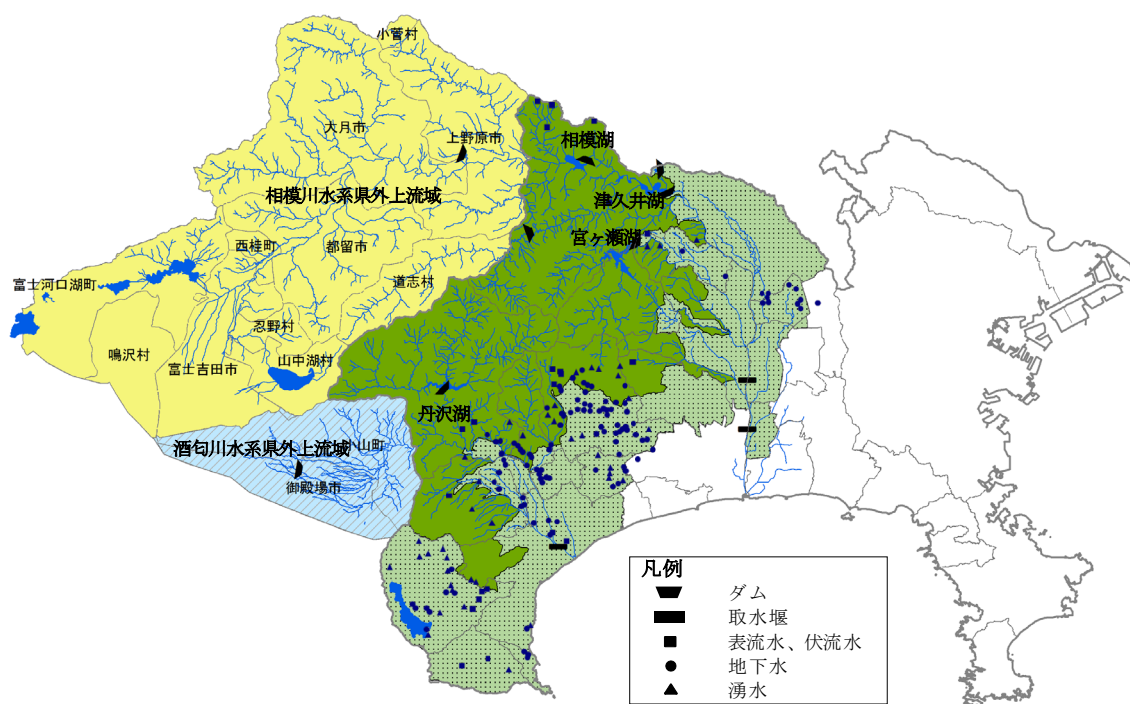 小菅村
大月市
上野原市
相模湖
相模川水系県外上流域
津久井湖
宮ヶ瀬湖
西桂町
都留市
富士河口湖町
道志村
忍野村
鳴沢村
富士吉田市
山中湖村
丹沢湖
酒匂川水系県外上流域
小山町
御殿場市
凡例
ダム
取水堰
表流水、伏流水
地下水
湧水